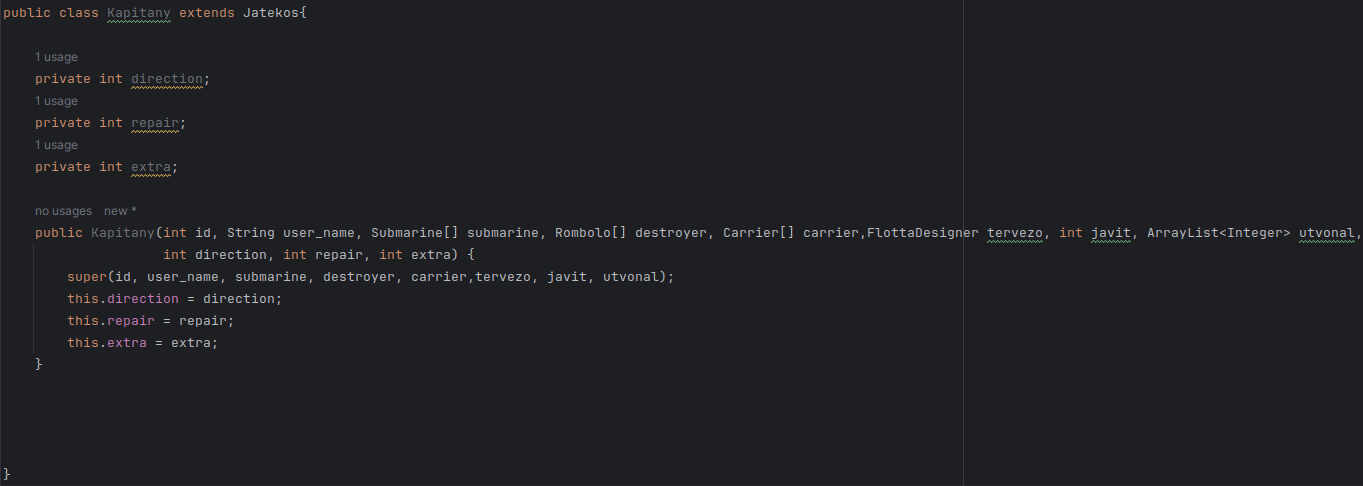 public class Kapitany extends Jatekos{
1 usage
private int direction;
1 usage
private int repair;
1 usage
private int extra;
no usages new *
public Kapitany(int id, String user_name, Submarine[] submarine, Rombolo[] destroyer, Carrier[] carrier,FlottaDesigner tervezo, int javit, ArrayList<Integer> utvonal,
int direction, int repair, int extra) {
super(id, user_name, submarine, destroyer, carrier,tervezo, javit, utvonal);
this.direction = direction;
this.repair = repair;
this.extra = extra;
}
}